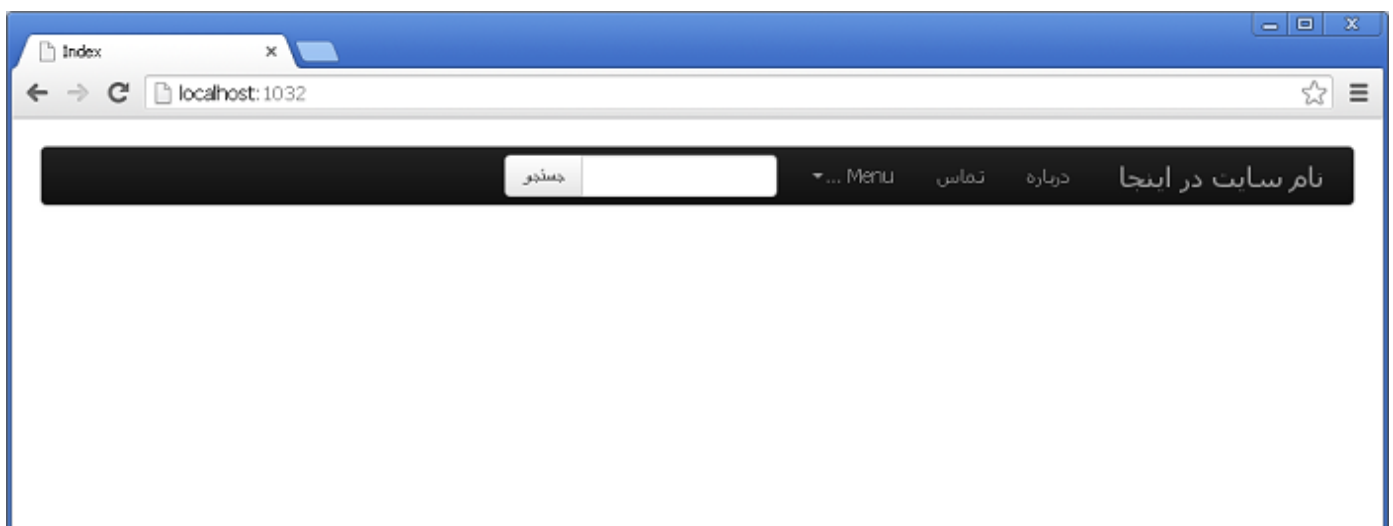 Index
localhost:1032
نام سایت در اینجا درباره تماس Menu ... جستجو